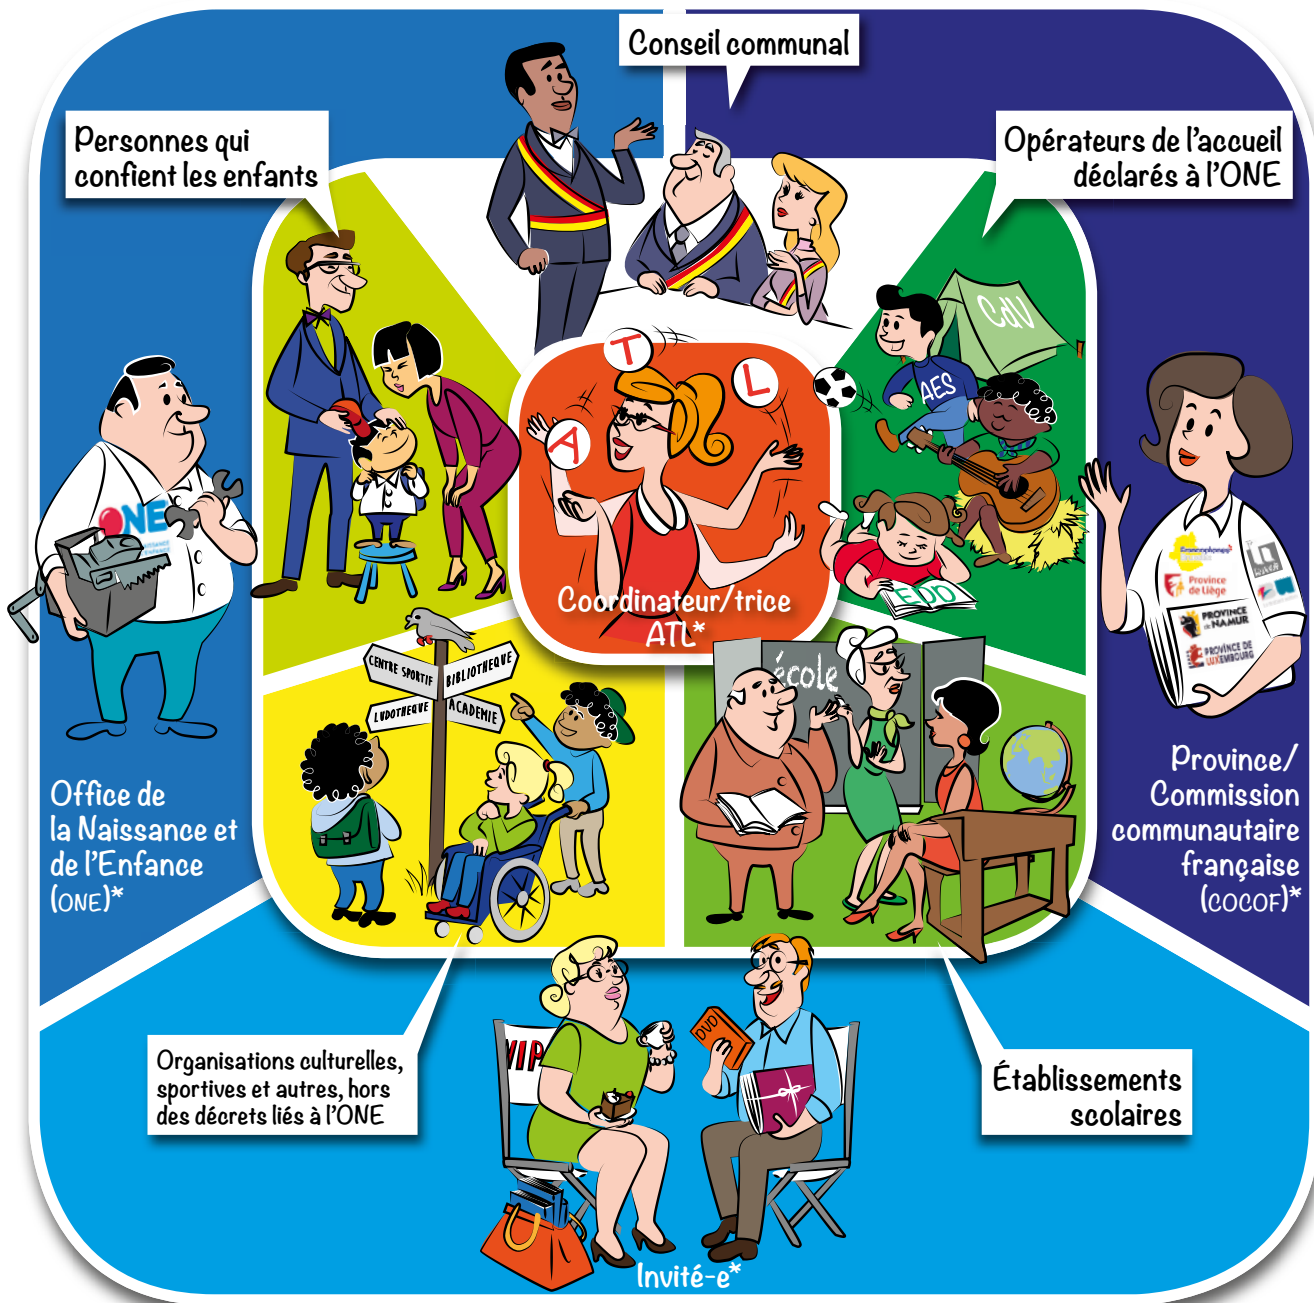 Conseil communal
Personnes qui
confient les enfants
Opérateurs de l'accueil
déclarés à l'ONE
CdV
AES
EDD
A
T
L
Coordinateur/trice
ATL*
ONE
Province
de Liège
PROVINCE
de NAMUR
PROVINCE DE
LUXEMBOURG
CENTRE SPORTIF
BIBLIOTHEQUE
LUDOTHEQUE
ACADEMIE
école
Office de
la Naissance et
de l'Enfance
(ONE)*
Province/
Commission
communautaire
française
(COCOF)*
Organisations culturelles,
sportives et autres, hors
des décrets liés à l'ONE
Établissements
scolaires
VIP
DVD
Invité-e*